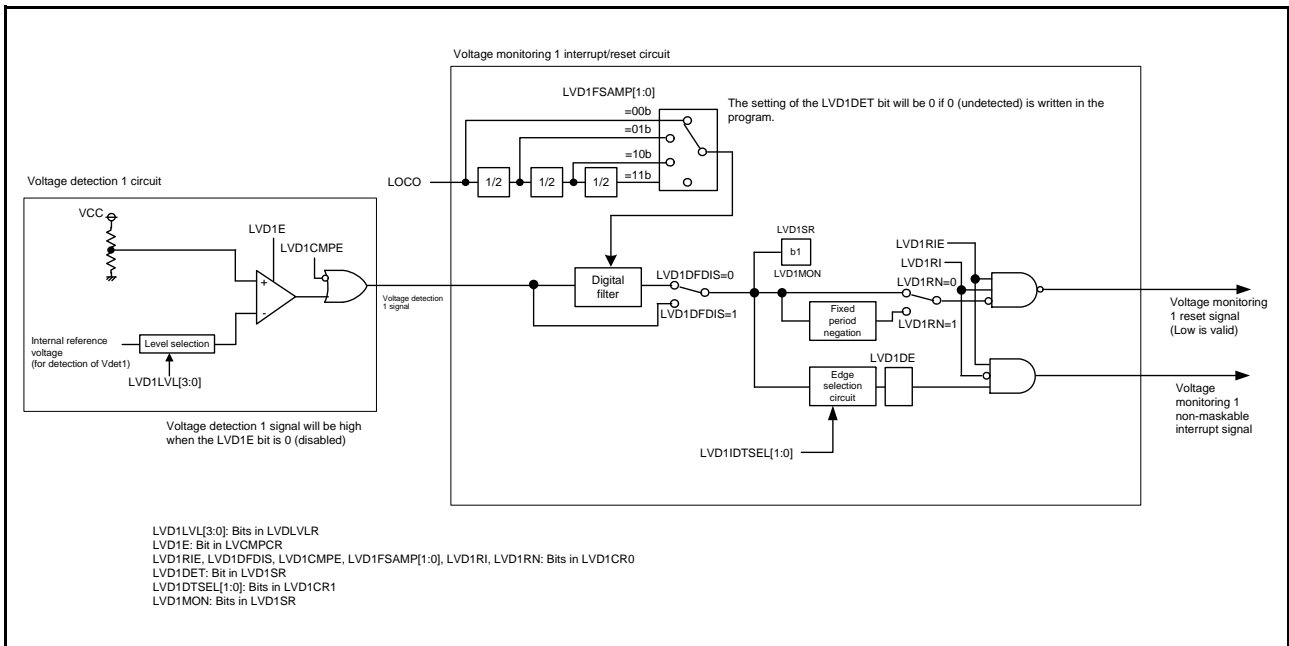 Voltage monitoring 1 interrupt/reset circuit
LVD1FSAMP[1:0]
=00b
=01b
=10b
=11b
The setting of the LVD1DET bit will be 0 if 0 (undetected) is written in the
program.
LOCO
1/2
1/2
1/2
Voltage detection 1 circuit
VCC
LVD1E
LVD1CMPE
+
-
Internal reference
voltage
(for detection of Vdet1)
Level selection
LVD1LVL[3:0]
Voltage detection
1 signal
Voltage detection 1 signal will be high
when the LVD1E bit is 0 (disabled)
Digital
filter
LVD1DFDIS=0
LVD1DFDIS=1
LVD1SR
b1
LVD1MON
LVD1RIE
LVD1RI
LVD1RN=0
Fixed
period
negation
LVD1RN=1
LVD1DE
Edge
selection
circuit
LVD1IDTSEL[1:0]
Voltage monitoring
1 reset signal
(Low is valid)
Voltage
monitoring 1
non-maskable
interrupt signal
LVD1LVL[3:0]: Bits in LVDLVLR
LVD1E: Bit in LVCMPCR
LVD1RIE, LVD1DFDIS, LVD1CMPE, LVD1FSAMP[1:0], LVD1RI, LVD1RN: Bits in LVD1CR0
LVD1DET: Bit in LVD1SR
LVD1DTSEL[1:0]: Bits in LVD1CR1
LVD1MON: Bits in LVD1SR